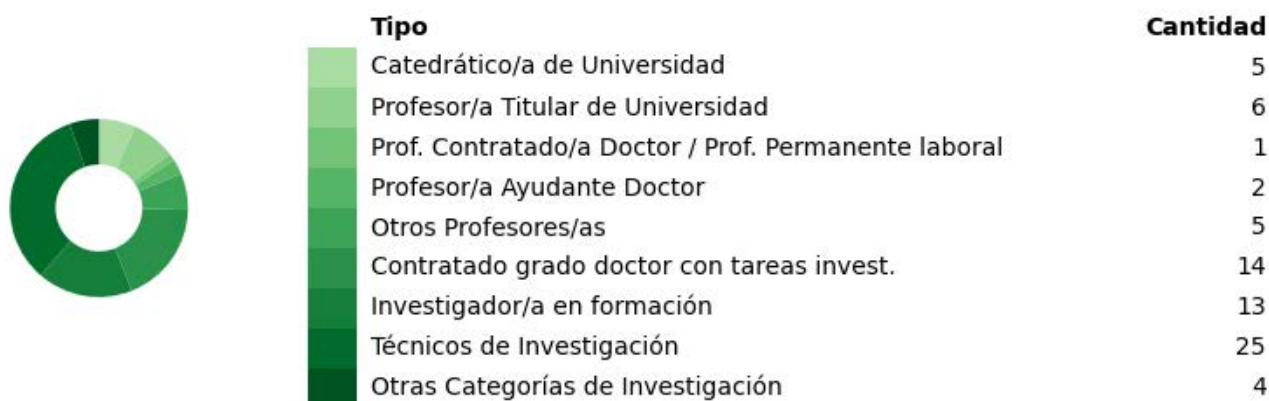 Tipo Cantidad
Catedrático/a de Universidad 5
Profesor/a Titular de Universidad 6
Prof. Contratado/a Doctor / Prof. Permanente laboral 1
Profesor/a Ayudante Doctor 2
Otros Profesores/as 5
Contratado grado doctor con tareas invest. 14
Investigador/a en formación 13
Técnicos de Investigación 25
Otras Categorías de Investigación 4